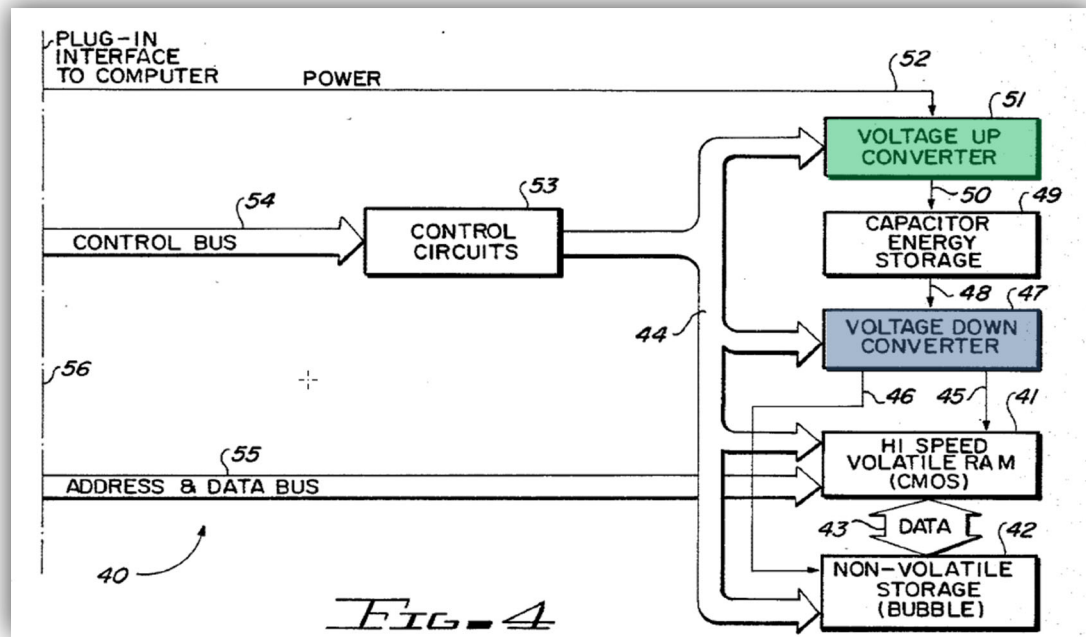 PLUG-IN
INTERFACE
TO COMPUTER
POWER
52
51
VOLTAGE UP
CONVERTER
50
49
CAPACITOR
ENERGY
STORAGE
48
47
VOLTAGE DOWN
CONVERTER
54
CONTROL BUS
53
CONTROL
CIRCUITS
44
56
46
45
41
HI SPEED
VOLATILE RAM
(CMOS)
55
ADDRESS & DATA BUS
43
DATA
42
NON-VOLATILE
STORAGE
(BUBBLE)
40
FIG-4